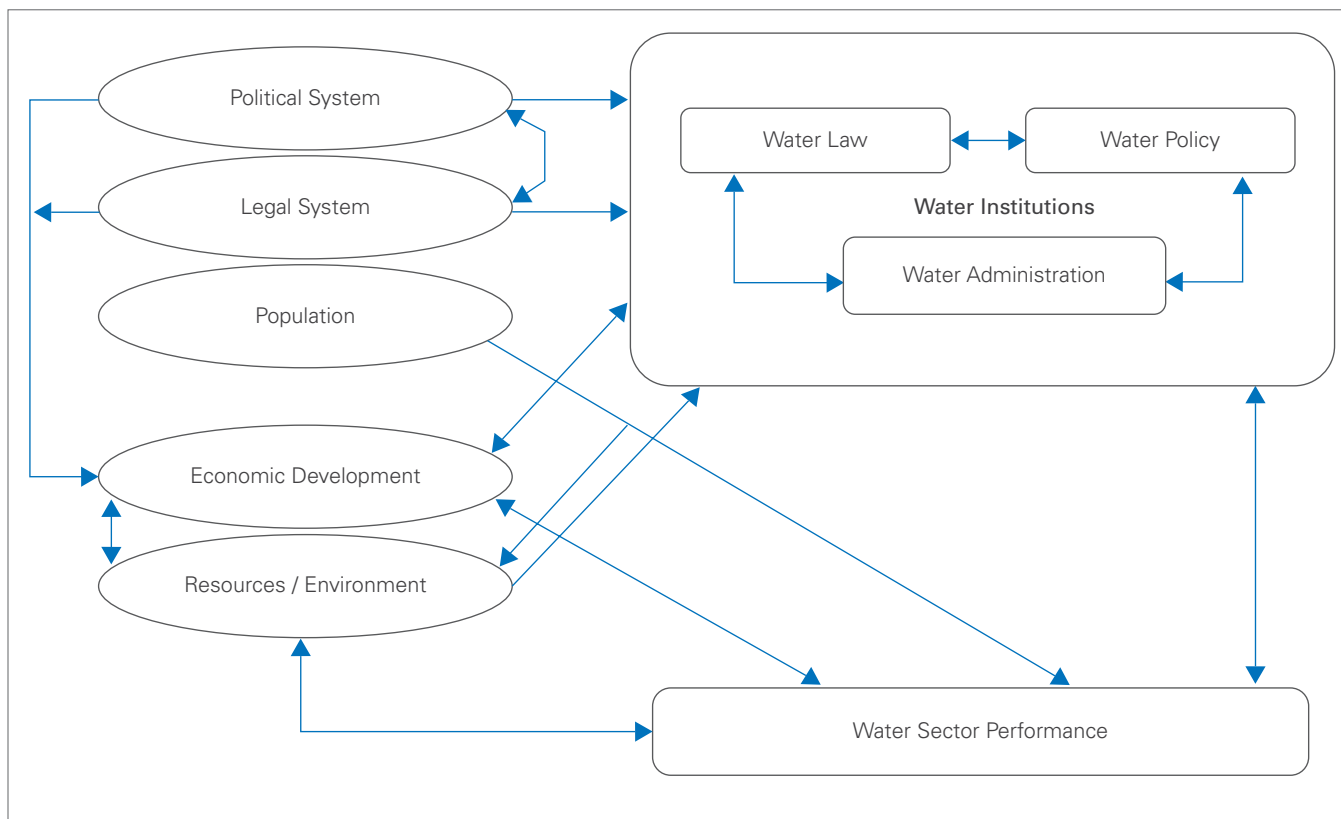 Political System
Legal System
Population
Economic Development
Resources / Environment
Water Law
Water Policy
Water Institutions
Water Administration
Water Sector Performance